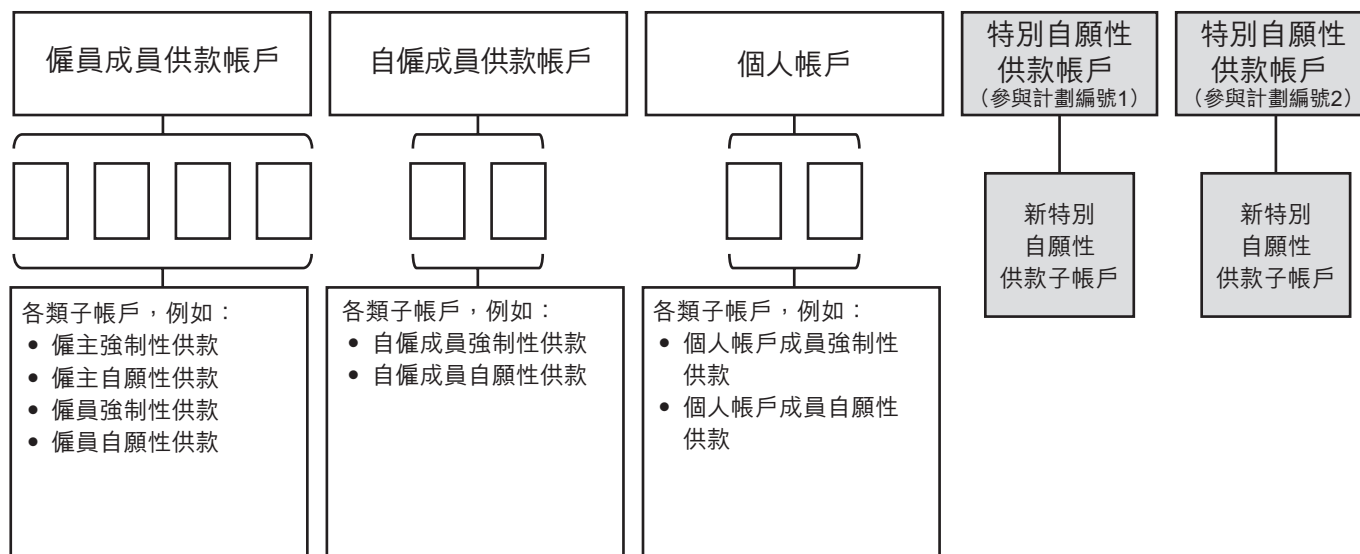 僱員成員供款帳戶
自僱成員供款帳戶
個人帳戶
特別自願性
供款帳戶
（參與計劃編號1）
特別自願性
供款帳戶
（參與計劃編號2）
新特別
自願性
供款子帳戶
新特別
自願性
供款子帳戶
各類子帳戶，例如：
• 僱主強制性供款
• 僱主自願性供款
• 僱員強制性供款
• 僱員自願性供款
各類子帳戶，例如：
• 自僱成員強制性供款
• 自僱成員自願性供款
各類子帳戶，例如：
• 個人帳戶成員強制性
供款
• 個人帳戶成員自願性
供款